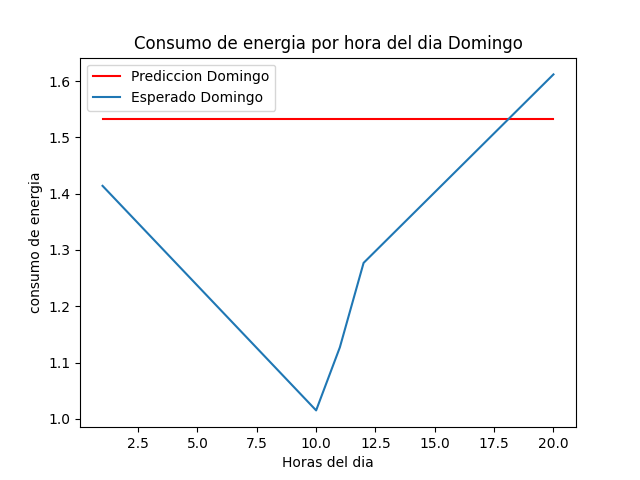 Consumo de energia por hora del dia Domingo
Prediccion Domingo
Esperado Domingo
consumo de energia
1.6
1.5
1.4
1.3
1.2
1.1
1.0
2.5 5.0 7.5 10.0 12.5 15.0 17.5 20.0
Horas del dia